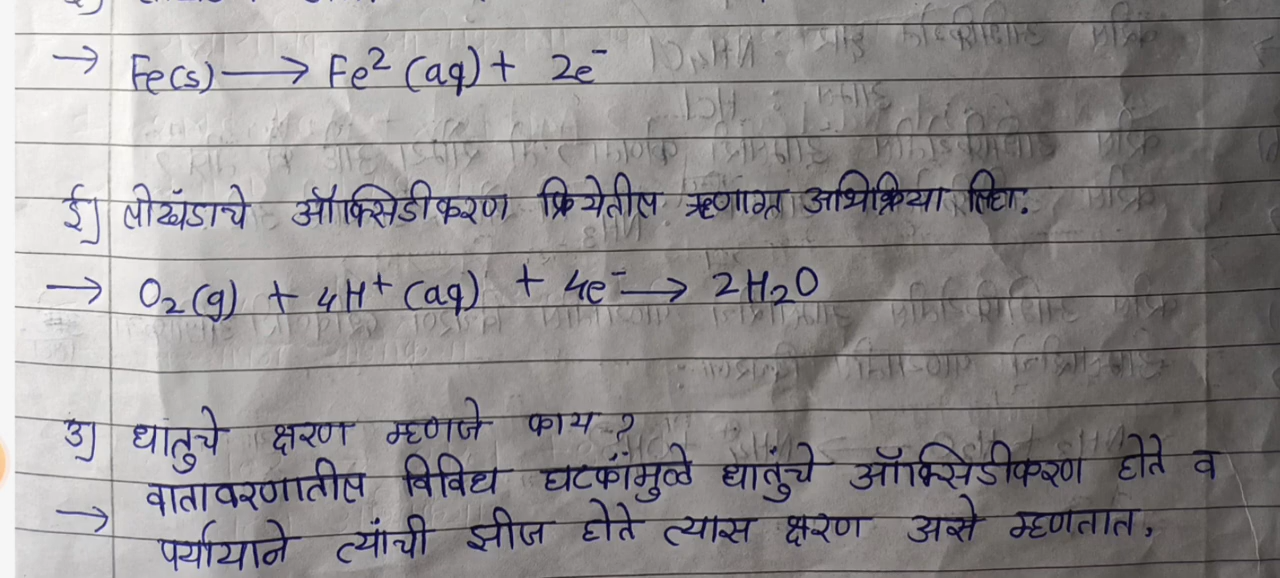 → Fe(s) ⟶ Fe² (aq) + 2e⁻
ई] लोखंडाचे ऑक्सिडीकरण क्रियेतील ऋणाग्र अभिक्रिया लिहा.
→ O₂(g) + 4H⁺ (aq) + 4e⁻ → 2H₂O
उ] धातुचे क्षरण म्हणजे काय ?
वातावरणातील विविध घटकांमुळे धातुंचे ऑक्सिडीकरण होते व
→ पर्यायाने त्यांची झीज होते त्यास क्षरण असे म्हणतात.